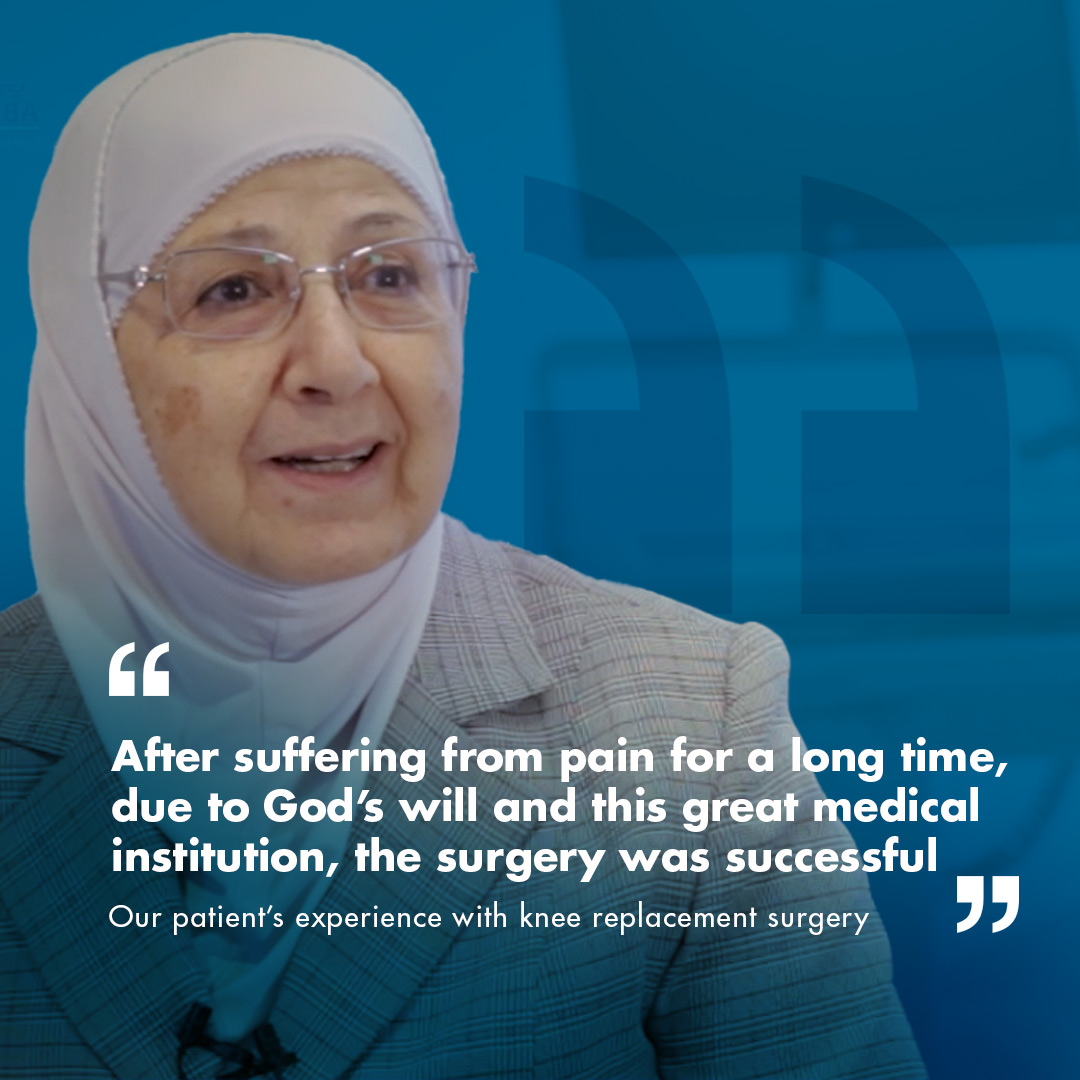 “
After suffering from pain for a long time,
due to God’s will and this great medical
institution, the surgery was successful
”
Our patient’s experience with knee replacement surgery